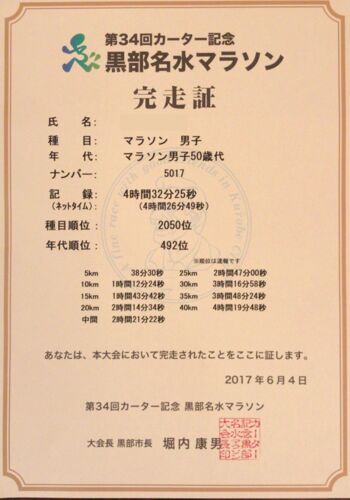 第34回カーター記念
黒部名水マラソン
完走証
氏　名：
種　目：　マラソン　男子
年　代：　マラソン男子50歳代
ナンバー：　5017
記　録：　4時間32分25秒
（ネットタイム）：　（4時間26分49秒）
種目順位：　2050位
年代順位：　492位
※順位は速報です
5km　38分30秒　25km　2時間47分00秒
10km　1時間12分24秒　30km　3時間16分58秒
15km　1時間43分42秒　35km　3時間48分24秒
20km　2時間14分34秒　40km　4時間19分48秒
中間　2時間21分22秒
あなたは、本大会において完走されたことをここに証します。
2017年6月4日
第34回カーター記念 黒部名水マラソン
大会長 黒部市長　堀内 康男